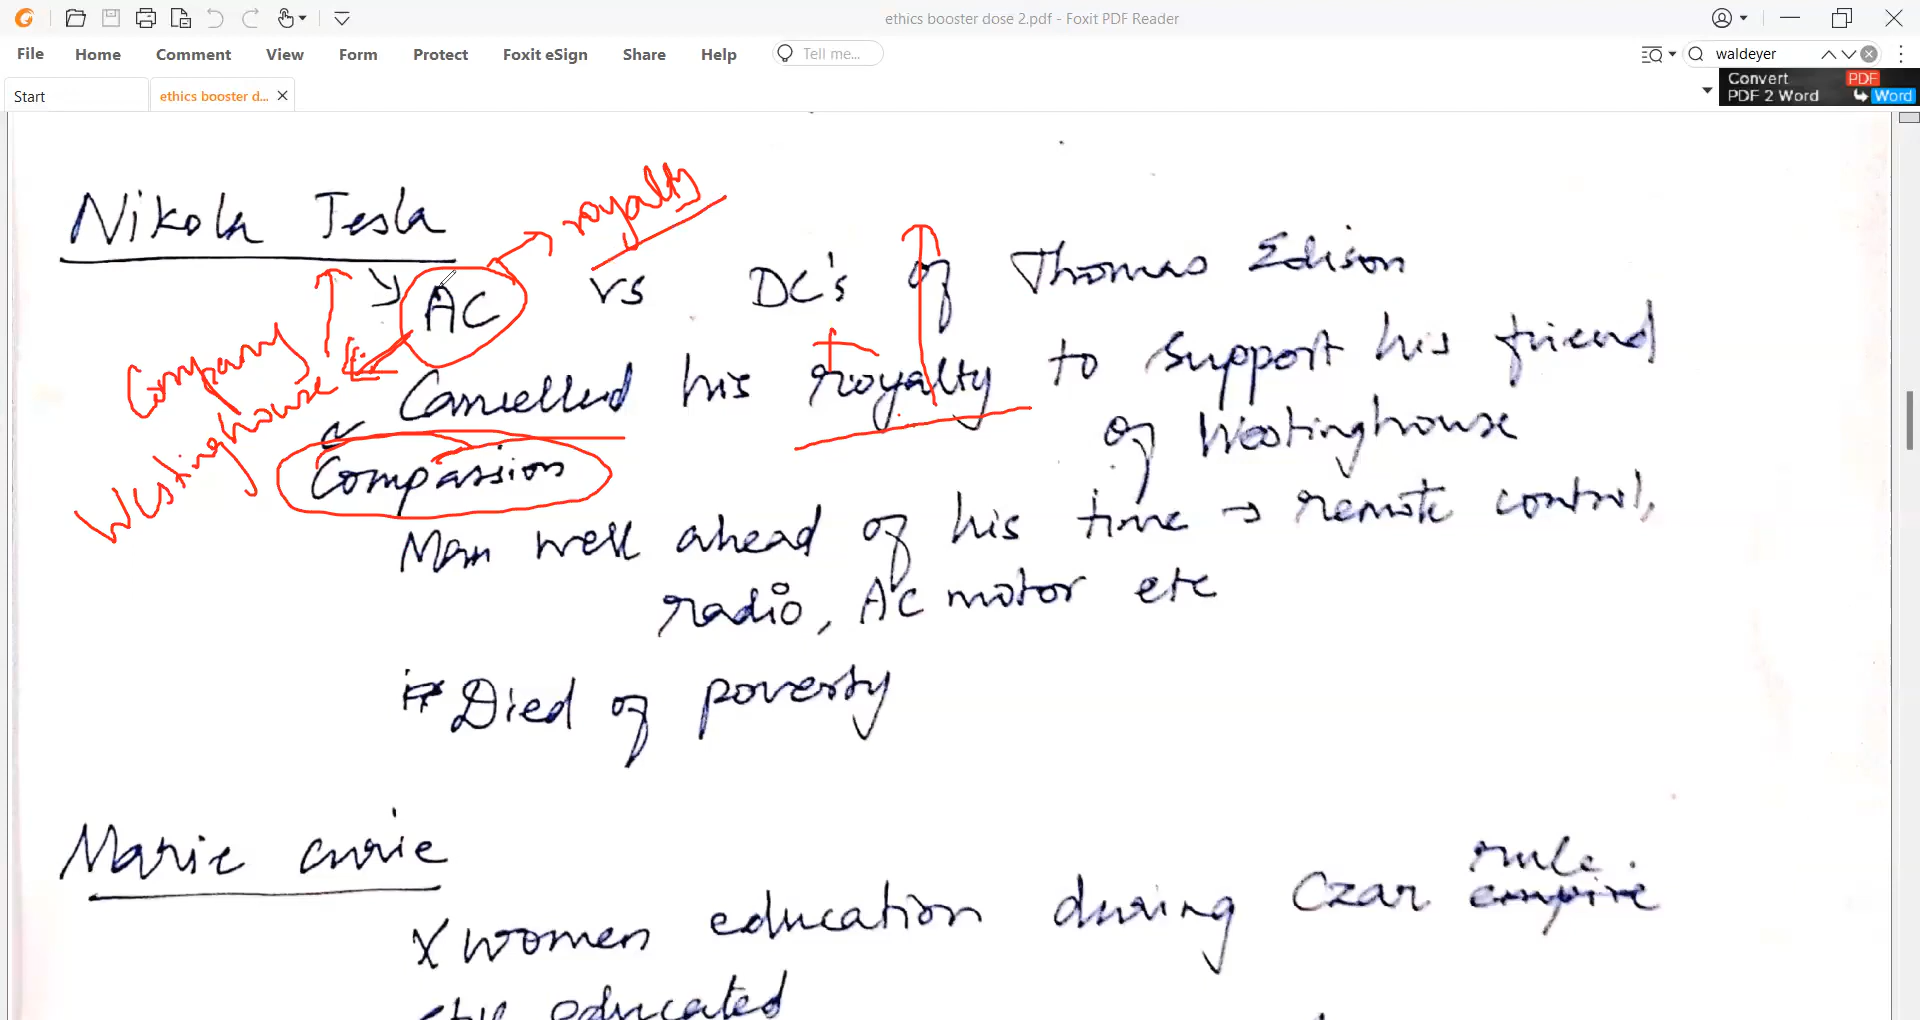 ethics booster dose 2.pdf - Foxit PDF Reader
File Home Comment View Form Protect Foxit eSign Share Help Tell me... waldeyer
Start ethics booster d... Convert PDF 2 Word PDF Word
royalty
Nikola Tesla
AC vs DC's of Thomas Edison
Company
Westinghouse
Cancelled his royalty to support his friend
of Westinghouse
Compassion
Man well ahead of his time → remote control,
radio, AC motor etc
Died of poverty
Marie curie
rule.
X women education during Czar empire
educated